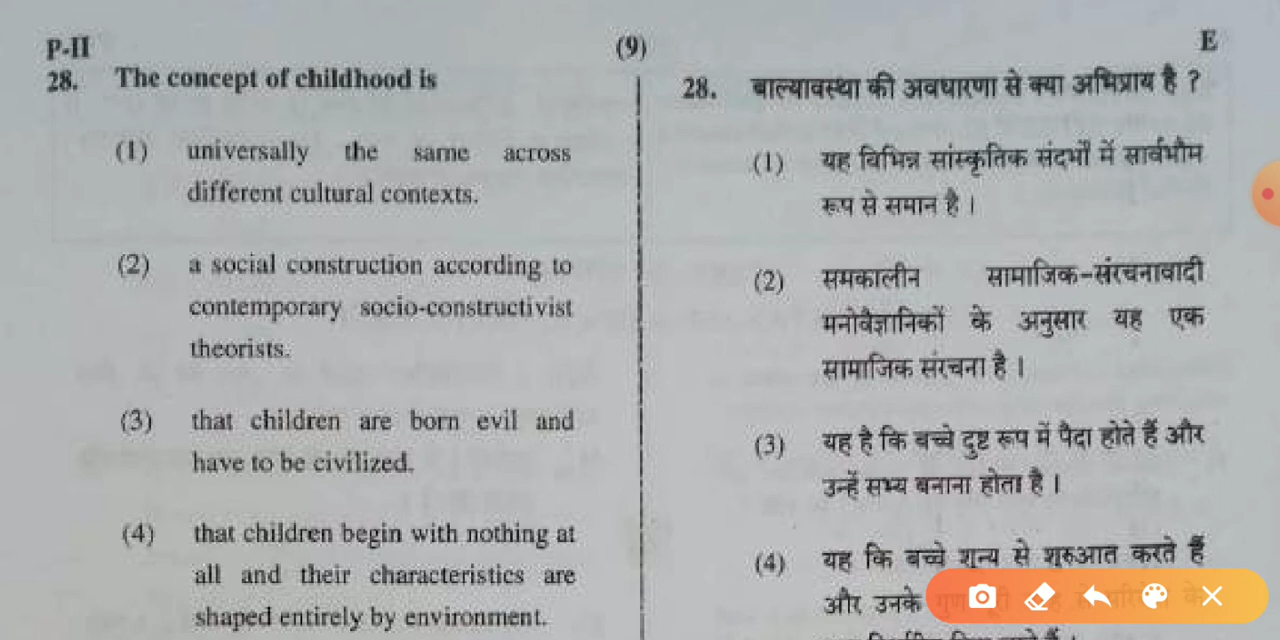 P-II
(9)
E
28. The concept of childhood is
(1) universally the same across
different cultural contexts.
(2) a social construction according to
contemporary socio-constructivist
theorists.
(3) that children are born evil and
have to be civilized.
(4) that children begin with nothing at
all and their characteristics are
shaped entirely by environment.
28. बाल्यावस्था की अवधारणा से क्या अभिप्राय है ?
(1) यह विभिन्न सांस्कृतिक संदर्भों में सार्वभौम
रूप से समान है ।
(2) समकालीन सामाजिक-संरचनावादी
मनोवैज्ञानिकों के अनुसार यह एक
सामाजिक संरचना है ।
(3) यह है कि बच्चे दुष्ट रूप में पैदा होते हैं और
उन्हें सभ्य बनाना होता है ।
(4) यह कि बच्चे शून्य से शुरुआत करते हैं
और उनके